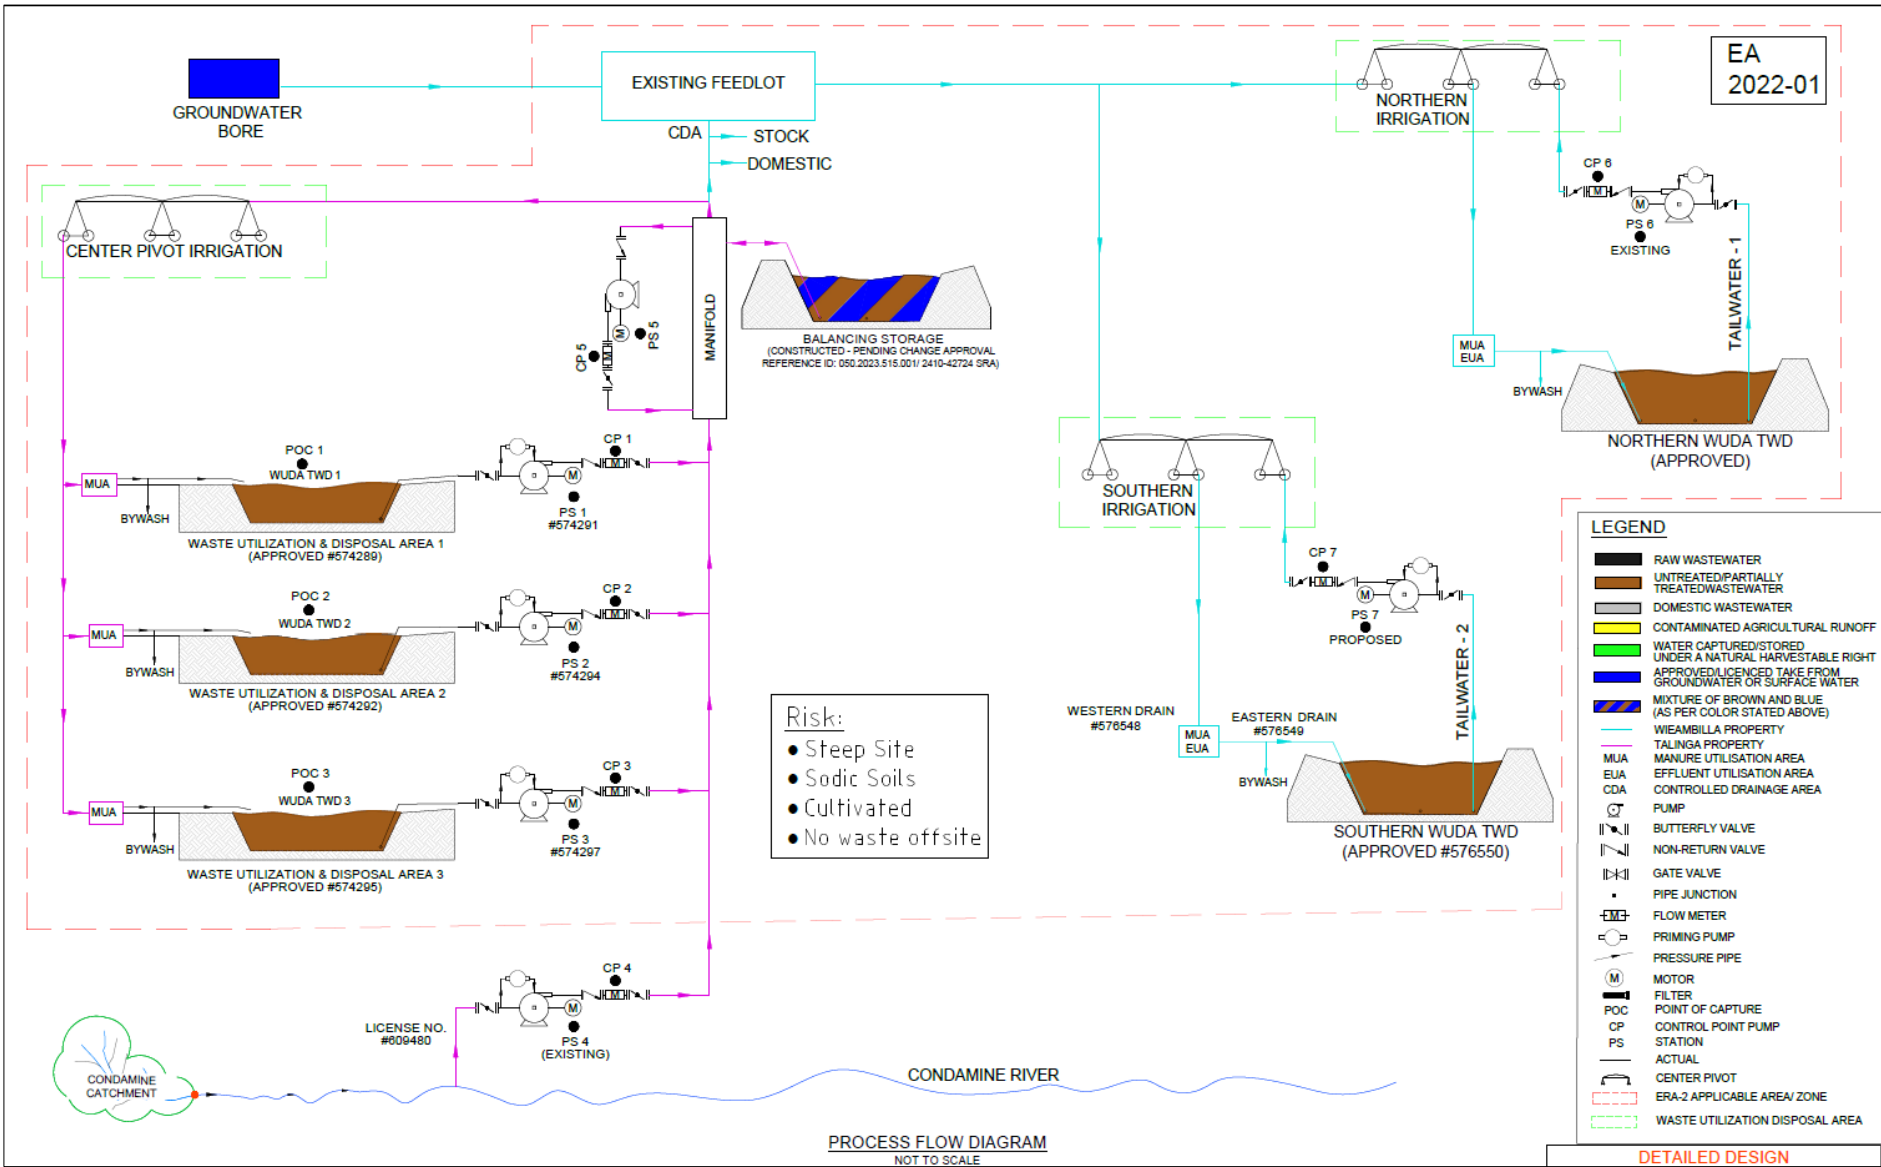 EA
2022-01
GROUNDWATER
BORE
EXISTING FEEDLOT
CDA
STOCK
DOMESTIC
NORTHERN
IRRIGATION
CP 6
M
M
PS 6
EXISTING
TAILWATER - 1
MUA
EUA
BYWASH
NORTHERN WUDA TWD
(APPROVED)
CENTER PIVOT IRRIGATION
MANIFOLD
CP 5
M
M
PS 5
BALANCING STORAGE
(CONSTRUCTED - PENDING CHANGE APPROVAL
REFERENCE ID: 050.2023.515.001/ 2410-42724 SRA)
POC 1
WUDA TWD 1
MUA
BYWASH
WASTE UTILIZATION & DISPOSAL AREA 1
(APPROVED #574289)
CP 1
M
M
PS 1
#574291
POC 2
WUDA TWD 2
MUA
BYWASH
WASTE UTILIZATION & DISPOSAL AREA 2
(APPROVED #574292)
CP 2
M
M
PS 2
#574294
POC 3
WUDA TWD 3
MUA
BYWASH
WASTE UTILIZATION & DISPOSAL AREA 3
(APPROVED #574295)
CP 3
M
M
PS 3
#574297
SOUTHERN
IRRIGATION
CP 7
M
M
PS 7
PROPOSED
TAILWATER - 2
WESTERN DRAIN
#576548
MUA
EUA
EASTERN DRAIN
#576549
BYWASH
SOUTHERN WUDA TWD
(APPROVED #576550)
Risk:
• Steep Site
• Sodic Soils
• Cultivated
• No waste offsite
CP 4
M
M
PS 4
(EXISTING)
LICENSE NO.
#609480
CONDAMINE
CATCHMENT
CONDAMINE RIVER
PROCESS FLOW DIAGRAM
NOT TO SCALE
LEGEND
RAW WASTEWATER
UNTREATED/PARTIALLY
TREATEDWASTEWATER
DOMESTIC WASTEWATER
CONTAMINATED AGRICULTURAL RUNOFF
WATER CAPTURED/STORED
UNDER A NATURAL HARVESTABLE RIGHT
APPROVED/LICENCED TAKE FROM
GROUNDWATER OR SURFACE WATER
MIXTURE OF BROWN AND BLUE
(AS PER COLOR STATED ABOVE)
WIEAMBILLA PROPERTY
TALINGA PROPERTY
MUA MANURE UTILISATION AREA
EUA EFFLUENT UTILISATION AREA
CDA CONTROLLED DRAINAGE AREA
PUMP
BUTTERFLY VALVE
NON-RETURN VALVE
GATE VALVE
PIPE JUNCTION
M FLOW METER
PRIMING PUMP
PRESSURE PIPE
M MOTOR
FILTER
POC POINT OF CAPTURE
CP CONTROL POINT PUMP
PS STATION
ACTUAL
CENTER PIVOT
ERA-2 APPLICABLE AREA/ ZONE
WASTE UTILIZATION DISPOSAL AREA
DETAILED DESIGN